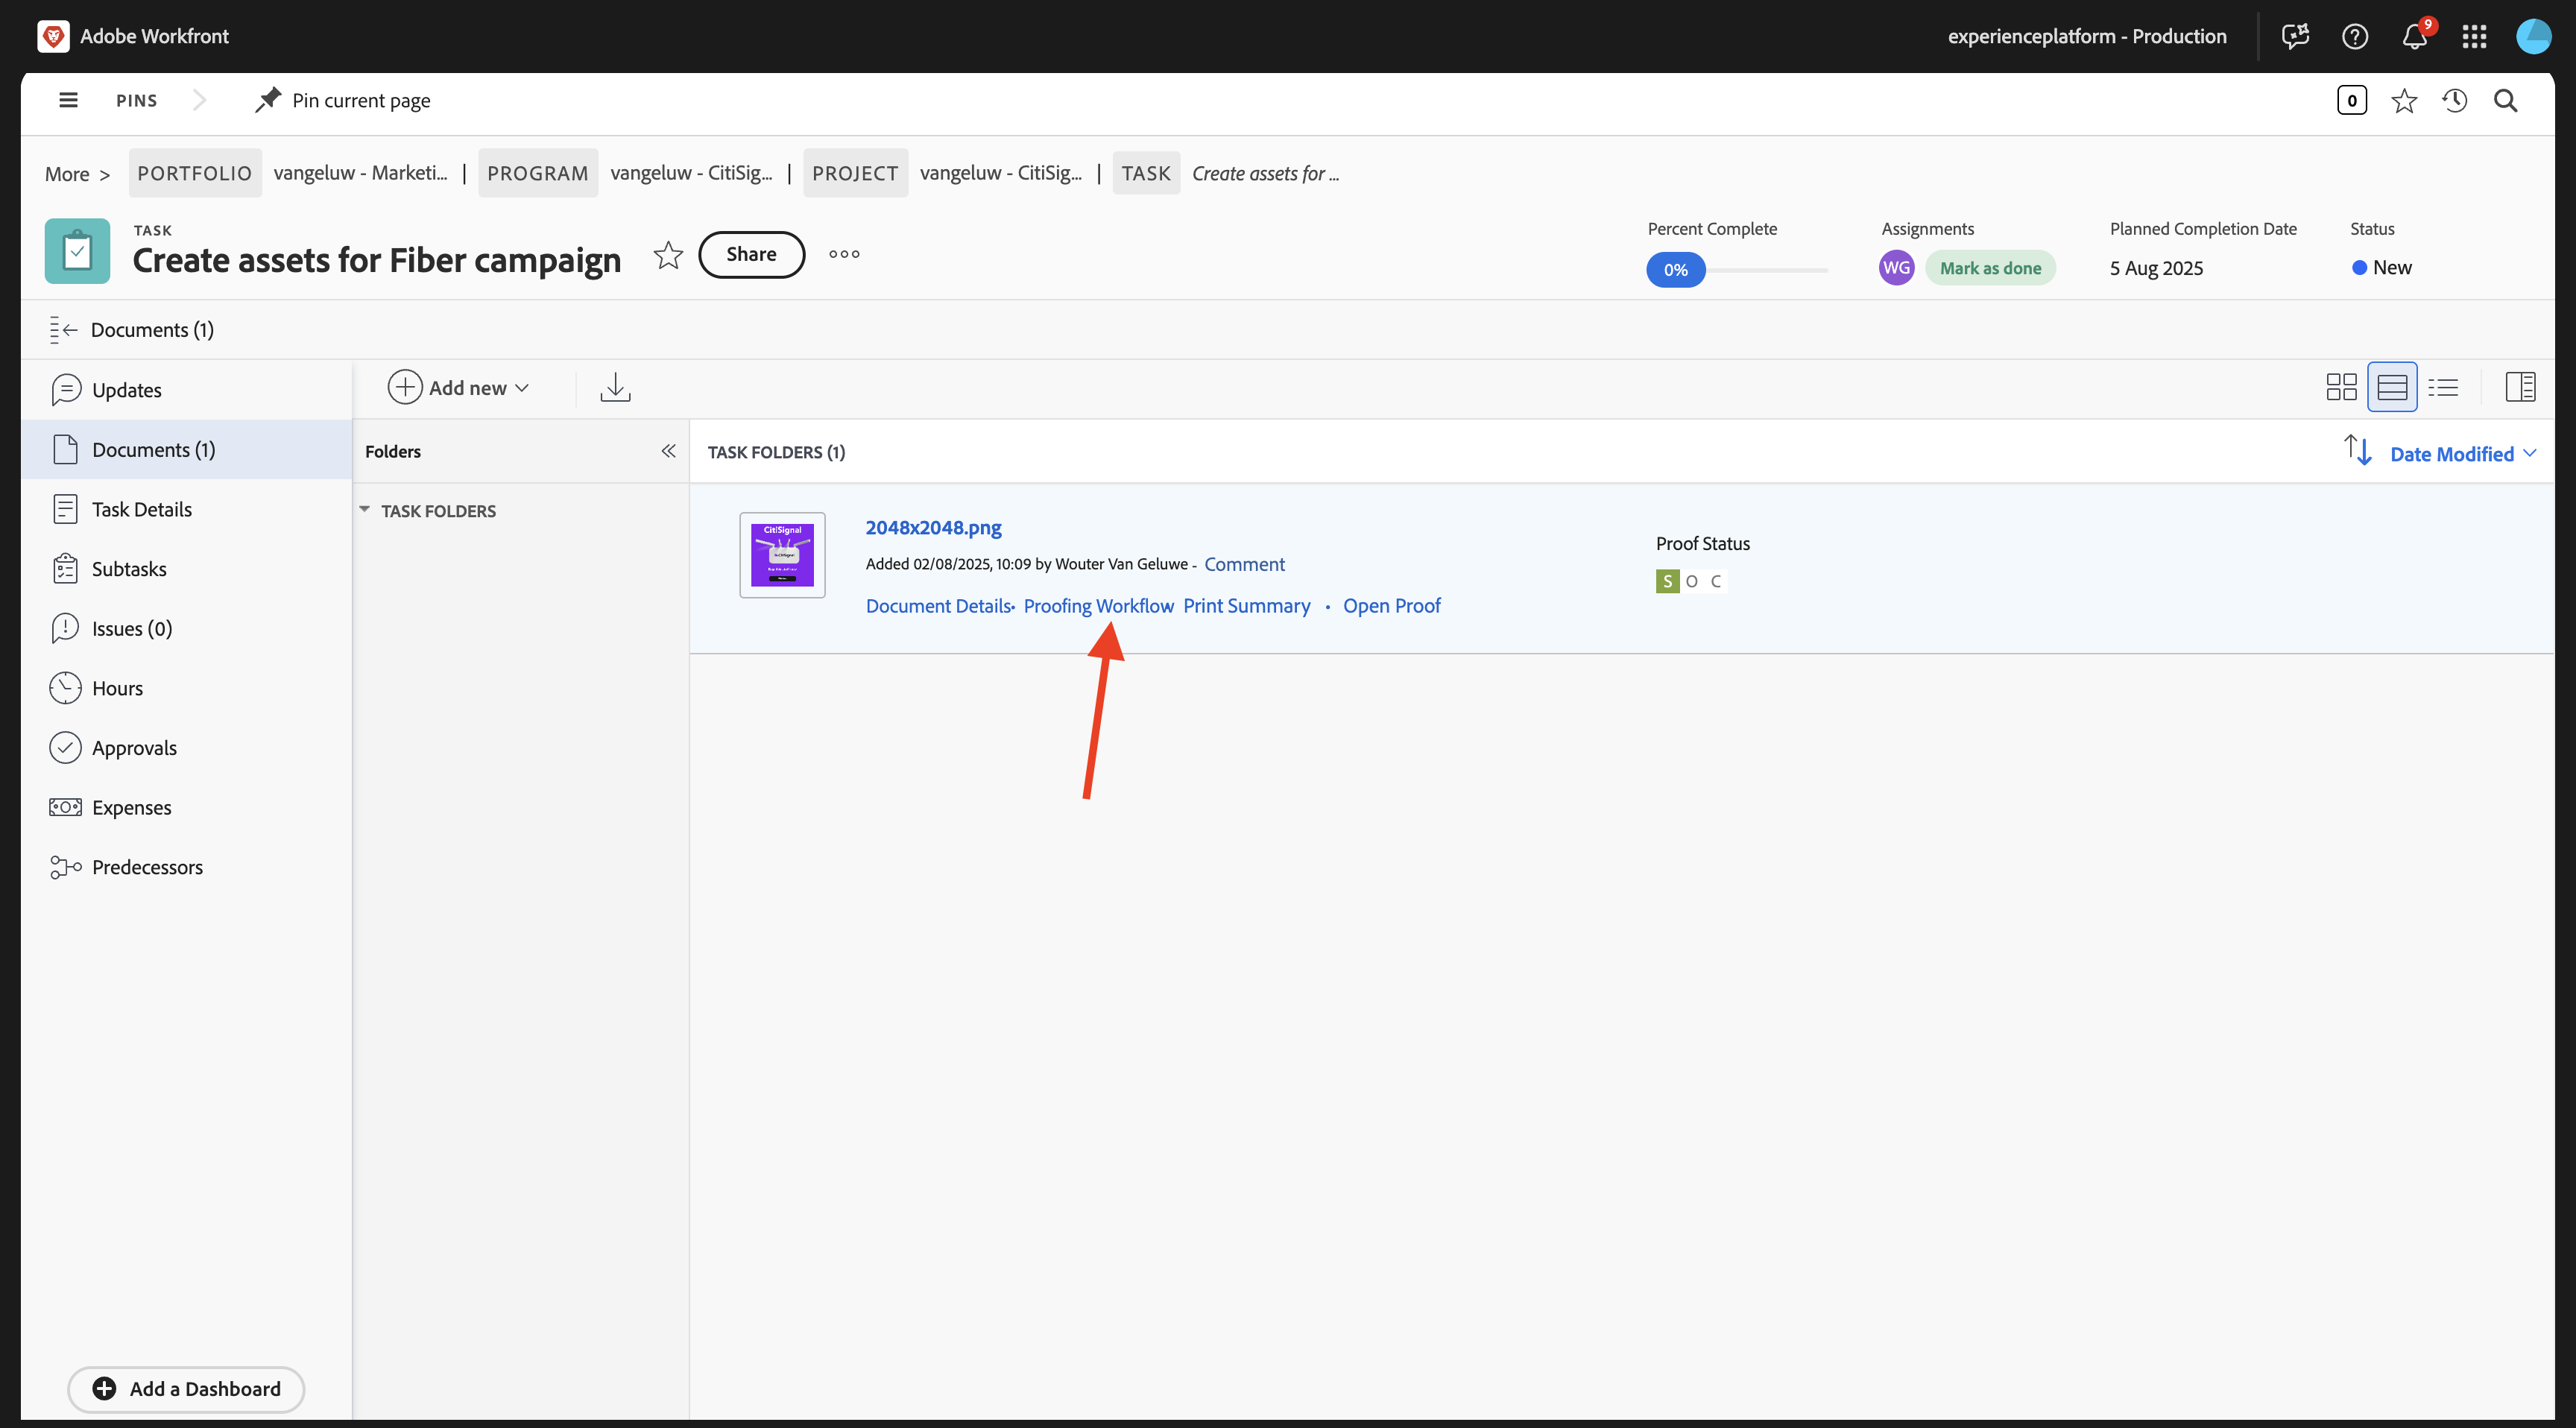 Adobe Workfront
experienceplatform - Production
9
PINS
Pin current page
0
More >
PORTFOLIO
vangeluw - Marketi...
|
PROGRAM
vangeluw - CitiSig...
|
PROJECT
vangeluw - CitiSig...
|
TASK
Create assets for ...
TASK
Create assets for Fiber campaign
Share
Percent Complete
0%
Assignments
WG
Mark as done
Planned Completion Date
5 Aug 2025
Status
New
Documents (1)
Updates
Documents (1)
Task Details
Subtasks
Issues (0)
Hours
Approvals
Expenses
Predecessors
Add a Dashboard
Add new
Folders
TASK FOLDERS
TASK FOLDERS (1)
Date Modified
CitiSignal
2048x2048.png
Added 02/08/2025, 10:09 by Wouter Van Geluwe - Comment
Document Details• Proofing Workflow Print Summary • Open Proof
Proof Status
S O C